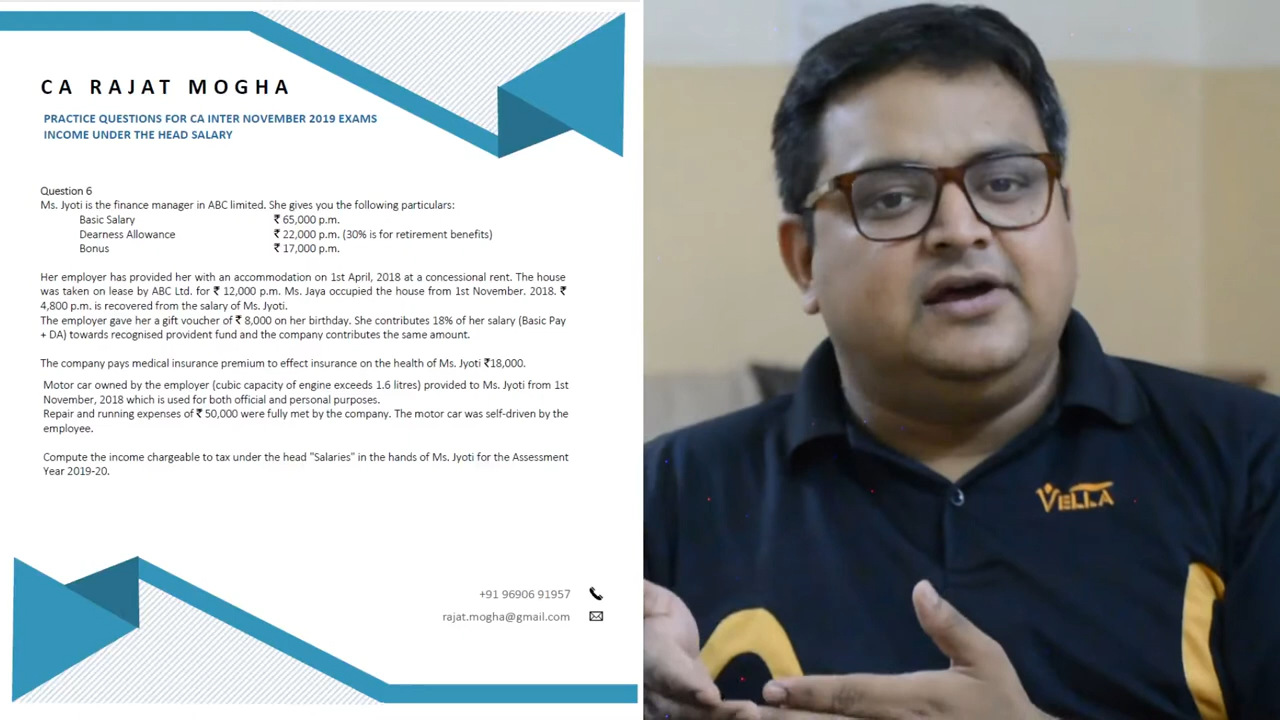 CA RAJAT MOGHA
PRACTICE QUESTIONS FOR CA INTER NOVEMBER 2019 EXAMS
INCOME UNDER THE HEAD SALARY
Question 6
Ms. Jyoti is the finance manager in ABC limited. She gives you the following particulars:
Basic Salary ₹ 65,000 p.m.
Dearness Allowance ₹ 22,000 p.m. (30% is for retirement benefits)
Bonus ₹ 17,000 p.m.
Her employer has provided her with an accommodation on 1st April, 2018 at a concessional rent. The house
was taken on lease by ABC Ltd. for ₹ 12,000 p.m. Ms. Jaya occupied the house from 1st November. 2018. ₹
4,800 p.m. is recovered from the salary of Ms. Jyoti.
The employer gave her a gift voucher of ₹ 8,000 on her birthday. She contributes 18% of her salary (Basic Pay
+ DA) towards recognised provident fund and the company contributes the same amount.
The company pays medical insurance premium to effect insurance on the health of Ms. Jyoti ₹18,000.
Motor car owned by the employer (cubic capacity of engine exceeds 1.6 litres) provided to Ms. Jyoti from 1st
November, 2018 which is used for both official and personal purposes.
Repair and running expenses of ₹ 50,000 were fully met by the company. The motor car was self-driven by the
employee.
Compute the income chargeable to tax under the head "Salaries" in the hands of Ms. Jyoti for the Assessment
Year 2019-20.
+91 96906 91957
rajat.mogha@gmail.com
VELLA